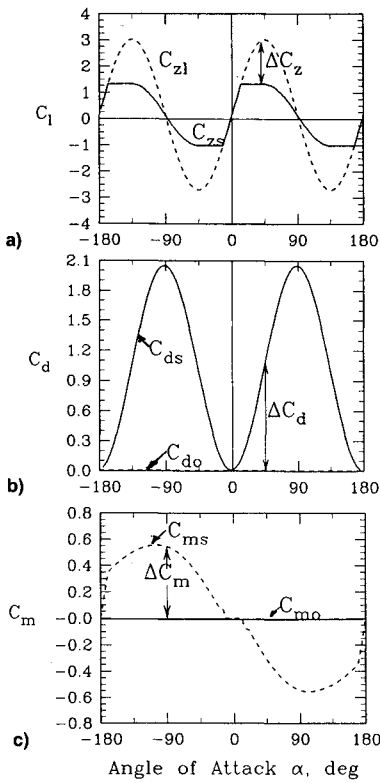 4
3
2
1
0
-1
-2
-3
-4
C_l
C_zl
ΔC_z
C_zs
a)
-180 -90 0 90 180
2.1
1.8
1.5
1.2
0.9
0.6
0.3
0.0
C_d
C_ds
ΔC_d
C_do
b)
-180 -90 0 90 180
0.8
0.6
0.4
0.2
-0.0
-0.2
-0.4
-0.6
-0.8
C_m
C_ms
ΔC_m
C_mo
c)
-180 -90 0 90 180
Angle of Attack α, deg